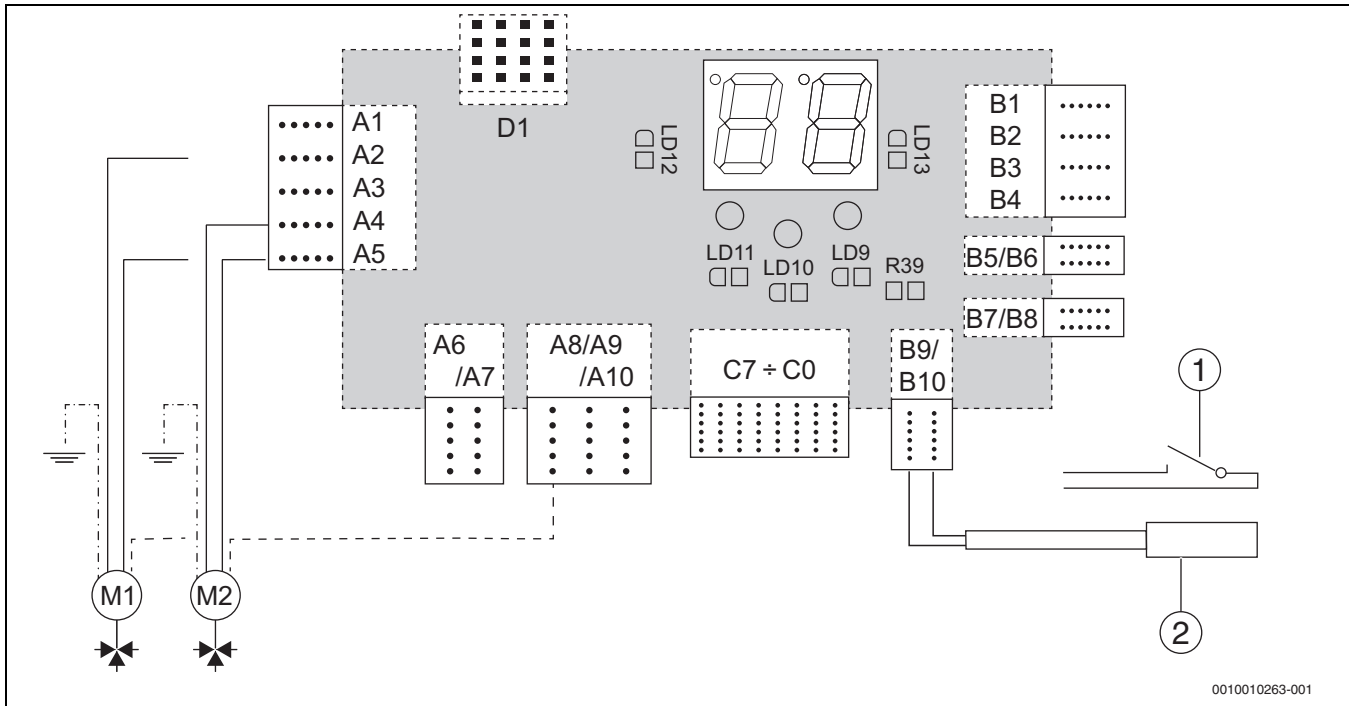 D1
A1
A2
A3
A4
A5
LD12
88
LD13
B1
B2
B3
B4
B5/B6
B7/B8
LD11
LD10
LD9
R39
A6
/A7
A8/A9
/A10
C7 ÷ C0
B9/
B10
1
M1
M2
2
0010010263-001